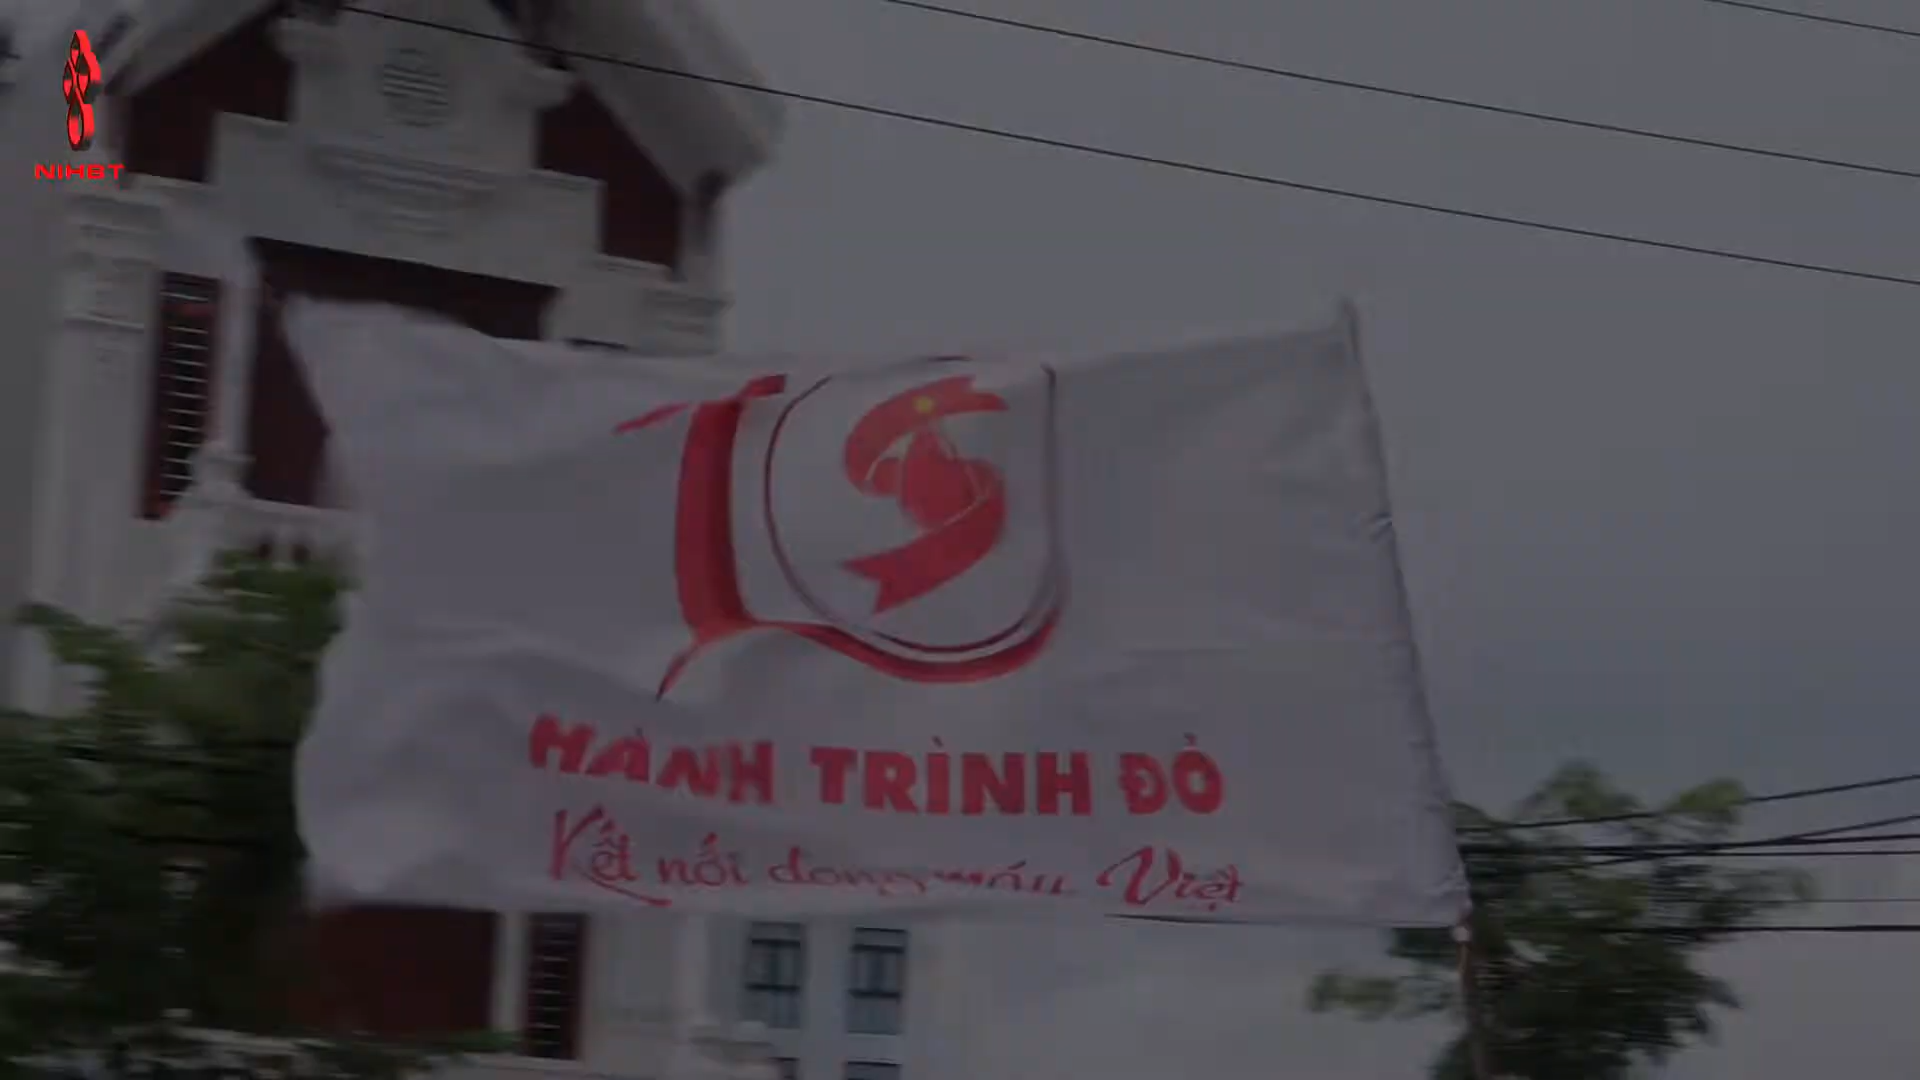 NIHBT
HÀNH TRÌNH ĐỎ
Kết nối dòng máu Việt